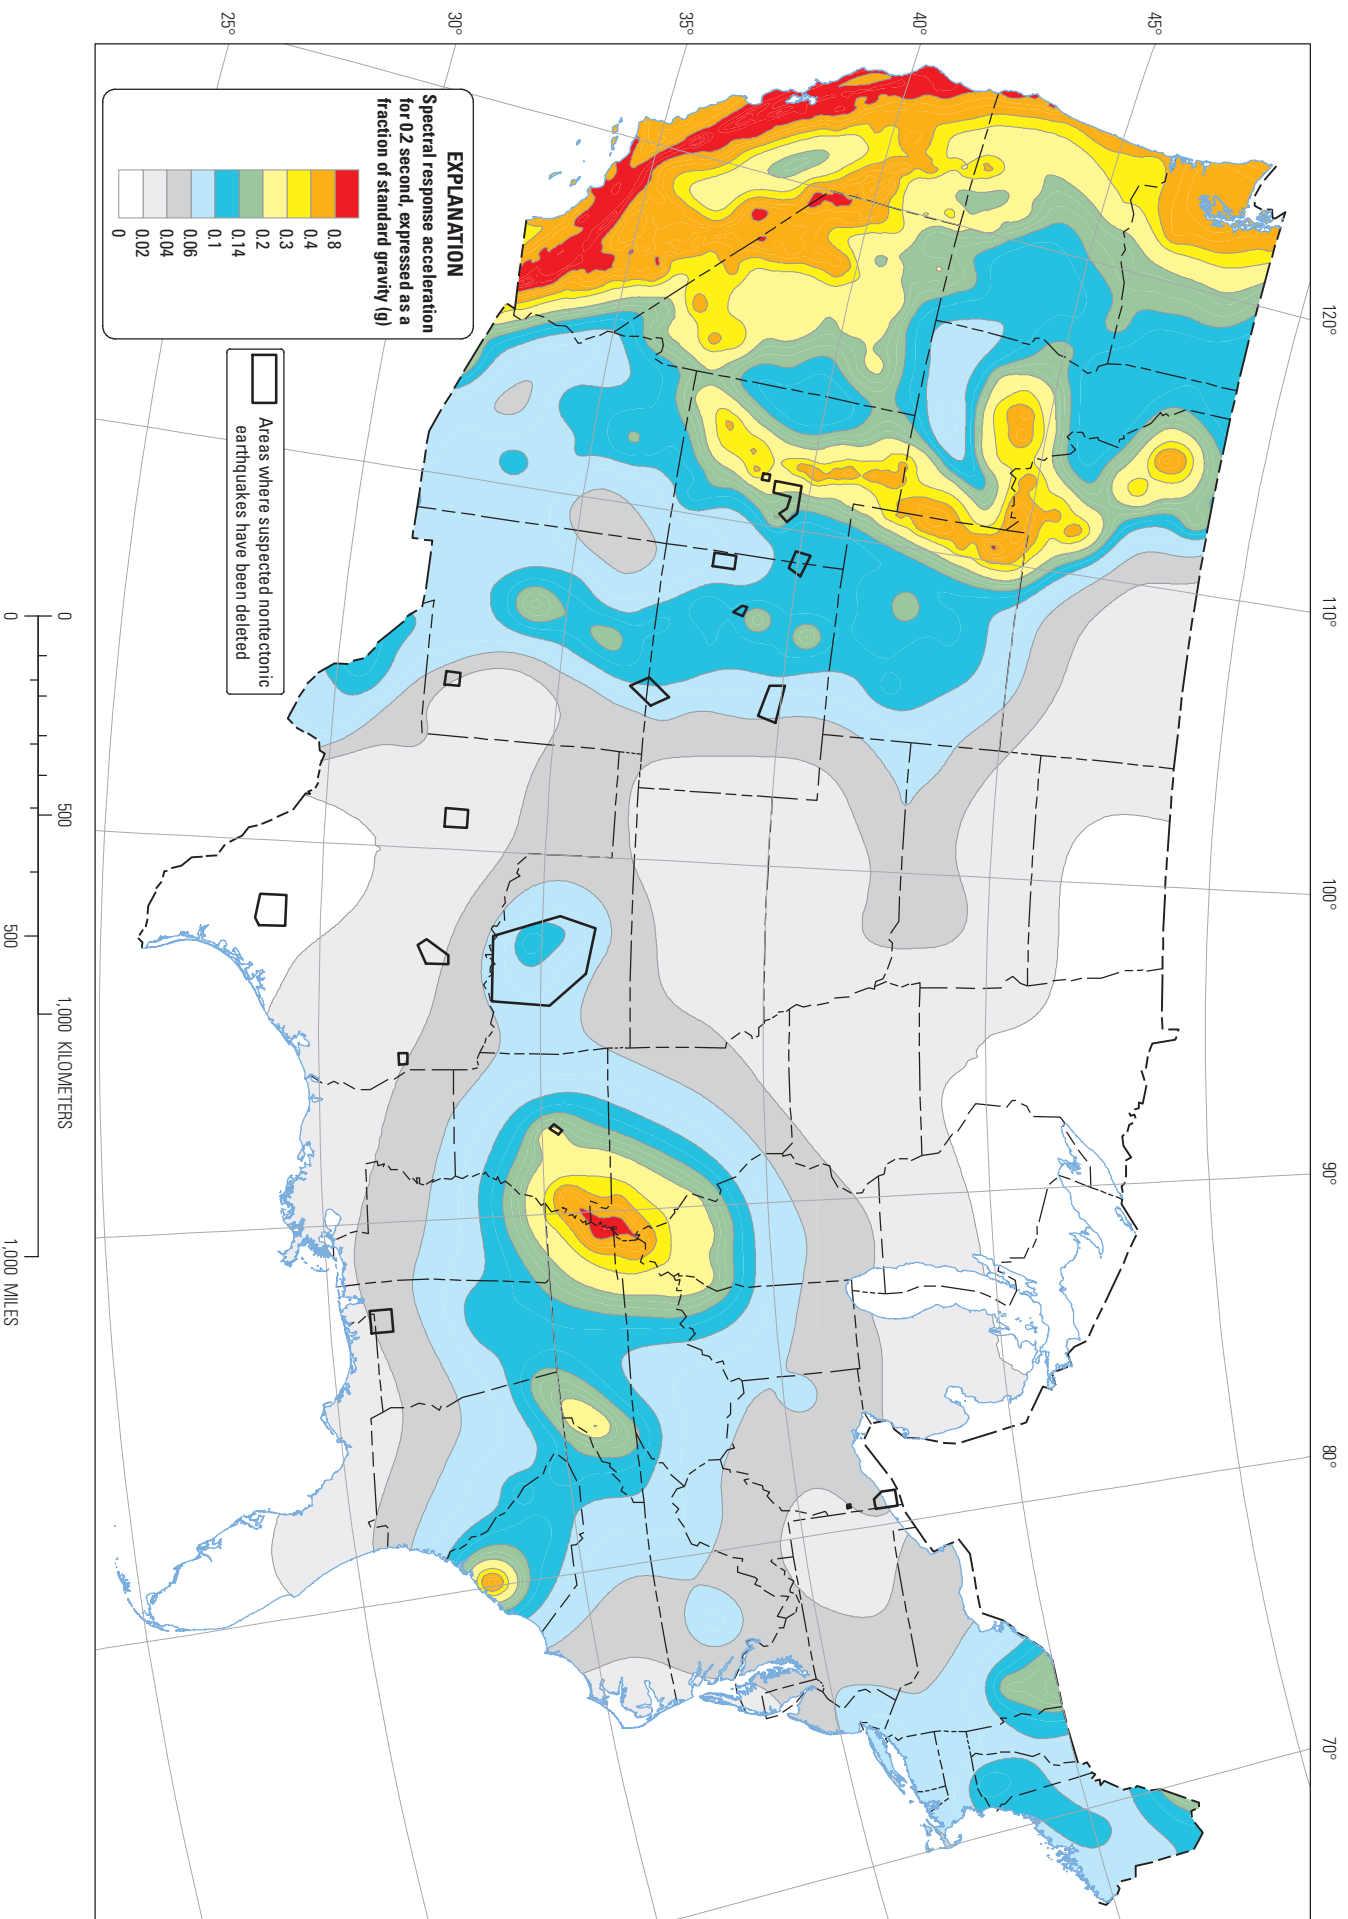 120°
110°
100°
90°
80°
70°
45°
40°
35°
30°
25°
EXPLANATION
Spectral response acceleration
for 0.2 second, expressed as a
fraction of standard gravity (g)
0.8
0.4
0.3
0.2
0.14
0.1
0.06
0.04
0.02
0
Areas where suspected nontectonic
earthquakes have been deleted
0 500 1,000 KILOMETERS
0 500 1,000 MILES